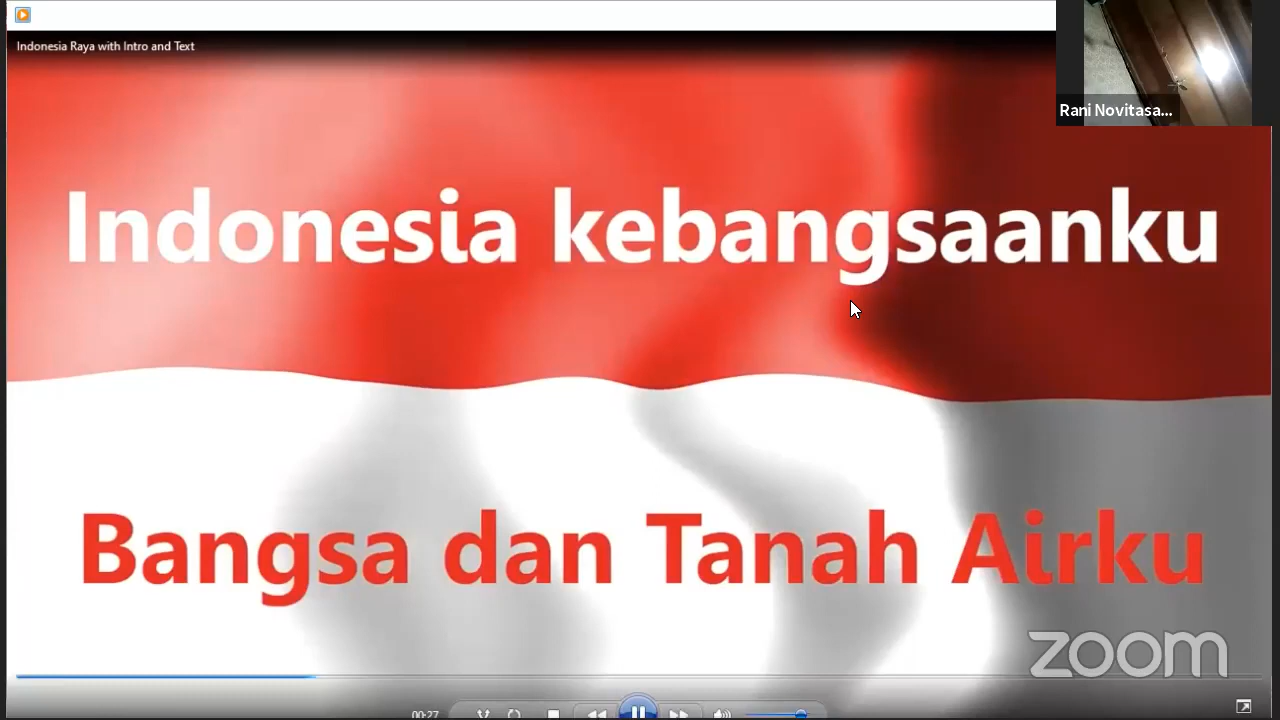 Indonesia Raya with Intro and Text
Rani Novitasa...
Indonesia kebangsaanku
Bangsa dan Tanah Airku
zoom
00:27